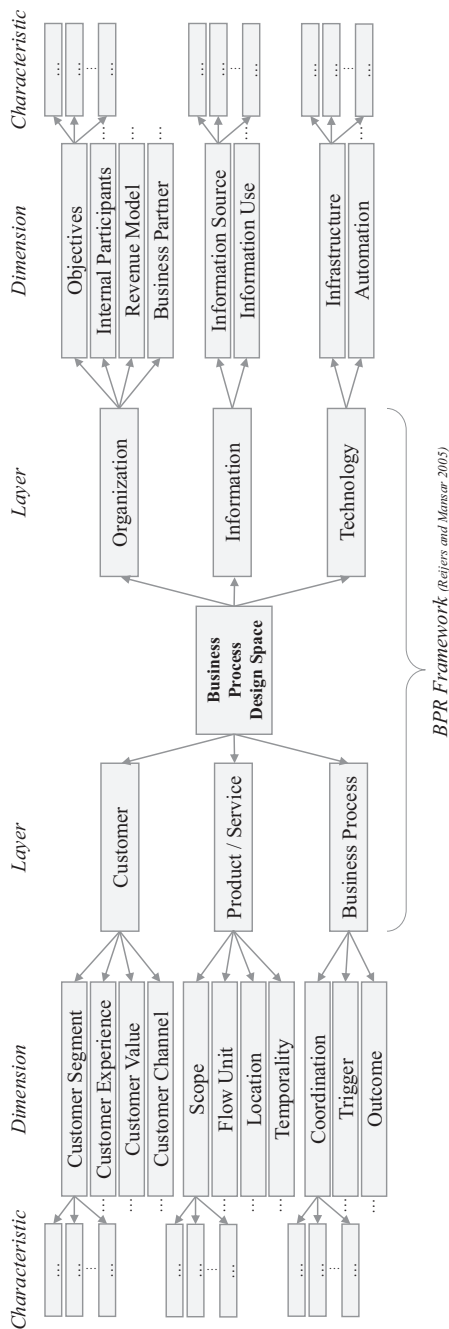 Characteristic
Dimension
Layer
Layer
Dimension
Characteristic
…
…
…
…
…
…
…
…
…
Customer Segment
Customer Experience
…
Customer Value
…
Customer Channel
…
Scope
Flow Unit
…
Location
…
Temporality
…
Coordination
Trigger
…
Outcome
…
Customer
Product / Service
Business Process
Business
Process
Design Space
Organization
Information
Technology
Objectives
Internal Participants
…
Revenue Model
…
Business Partner
…
Information Source
Information Use
…
Infrastructure
Automation
…
…
…
…
…
…
…
…
…
…
BPR Framework (Reijers and Mansar 2005)